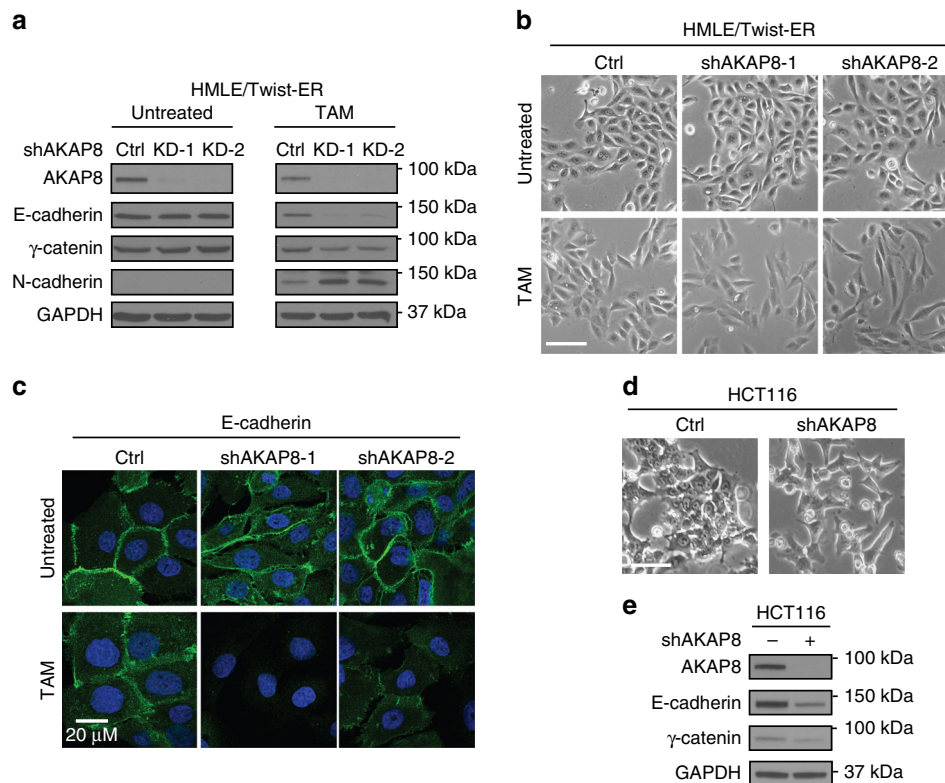 a
HMLE/Twist-ER
Untreated TAM
shAKAP8 Ctrl KD-1 KD-2 Ctrl KD-1 KD-2
AKAP8 100 kDa
E-cadherin 150 kDa
γ-catenin 100 kDa
N-cadherin 150 kDa
GAPDH 37 kDa
b
HMLE/Twist-ER
Ctrl shAKAP8-1 shAKAP8-2
Untreated
TAM
c
E-cadherin
Ctrl shAKAP8-1 shAKAP8-2
Untreated
TAM
20 μM
d
HCT116
Ctrl shAKAP8
e
HCT116
shAKAP8 – +
AKAP8 100 kDa
E-cadherin 150 kDa
γ-catenin 100 kDa
GAPDH 37 kDa